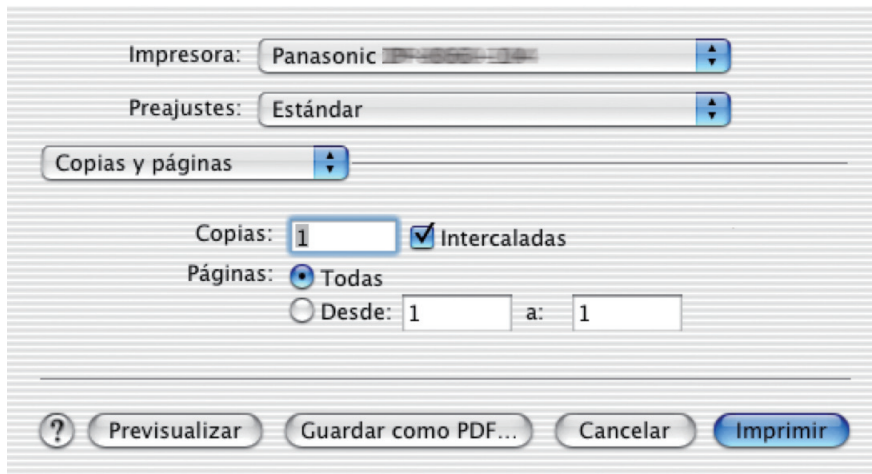 Impresora: Panasonic
Preajustes: Estándar
Copias y páginas
Copias: 1 Intercaladas
Páginas: Todas
Desde: 1 a: 1
? Previsualizar Guardar como PDF... Cancelar Imprimir